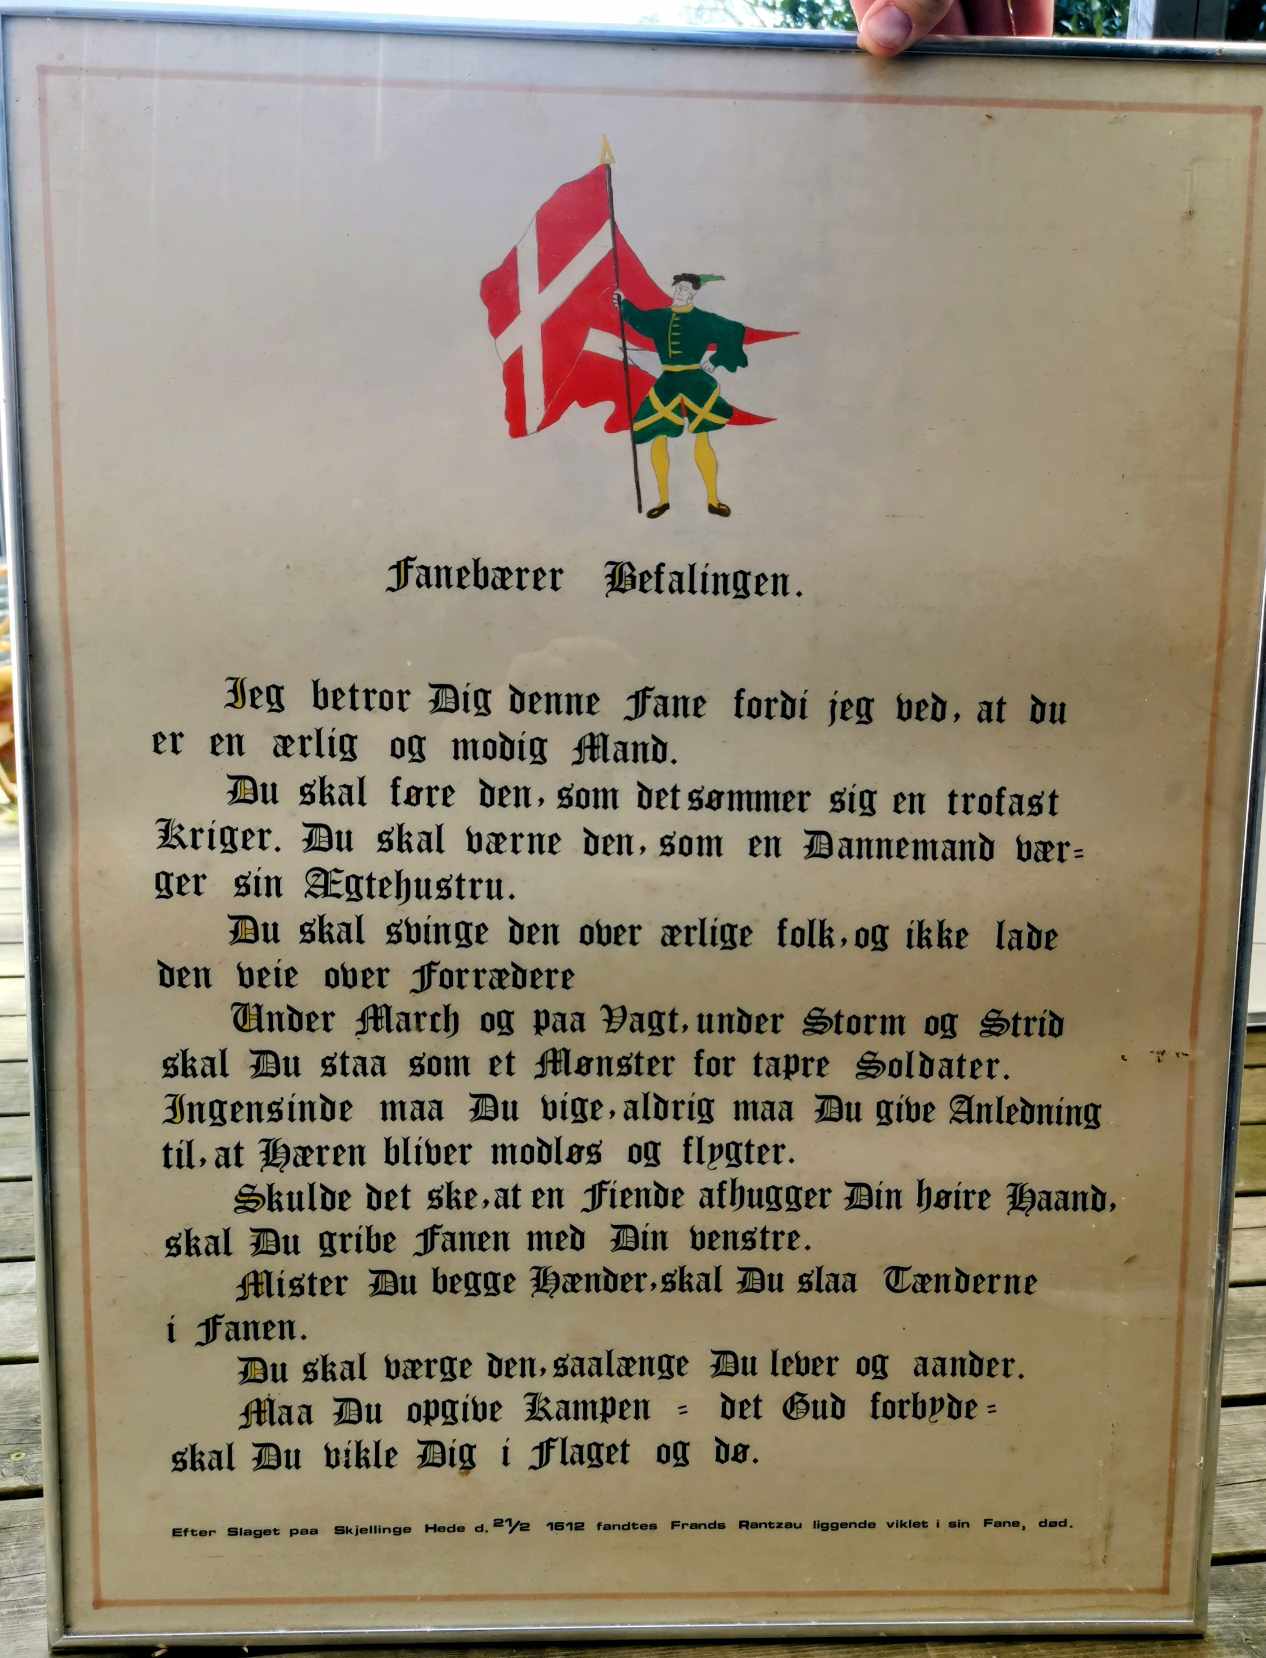 Fanebærer Befalingen.
Jeg betror Dig denne Fane fordi jeg ved, at du
er en ærlig og modig Mand.
Du skal føre den, som det sømmer sig en trofast
Kriger. Du skal værne den, som en Dannemand vær=
ger sin Ægtehustru.
Du skal svinge den over ærlige folk, og ikke lade
den veie over Forrædere
Under March og paa Vagt, under Storm og Strid
skal Du staa som et Mønster for tapre Soldater.
Ingensinde maa Du vige, aldrig maa Du give Anledning
til, at Hæren bliver modløs og flygter.
Skulde det ske, at en Fiende afhugger Din høire Haand,
skal Du gribe Fanen med Din venstre.
Mister Du begge Hænder, skal Du slaa Tænderne
i Fanen.
Du skal værge den, saalænge Du lever og aander.
Maa Du opgive Kampen = det Gud forbyde =
skal Du vikle Dig i Flaget og dø.
Efter Slaget paa Skjellinge Hede d. 21/2 1612 fandtes Frands Rantzau liggende viklet i sin Fane, død.